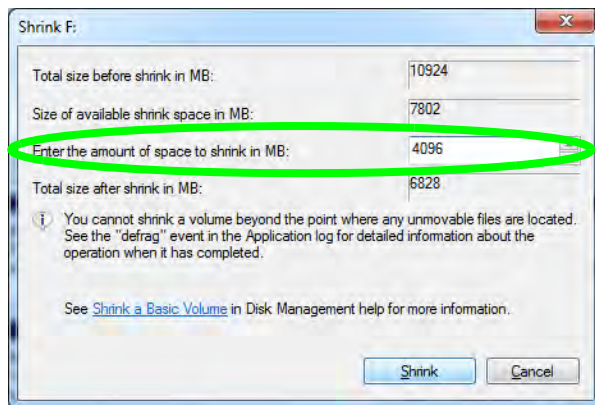 Shrink F:
Total size before shrink in MB: 10924
Size of available shrink space in MB: 7802
Enter the amount of space to shrink in MB: 4096
Total size after shrink in MB: 6828
You cannot shrink a volume beyond the point where any unmovable files are located.
See the "defrag" event in the Application log for detailed information about the
operation when it has completed.
See Shrink a Basic Volume in Disk Management help for more information.
Shrink Cancel